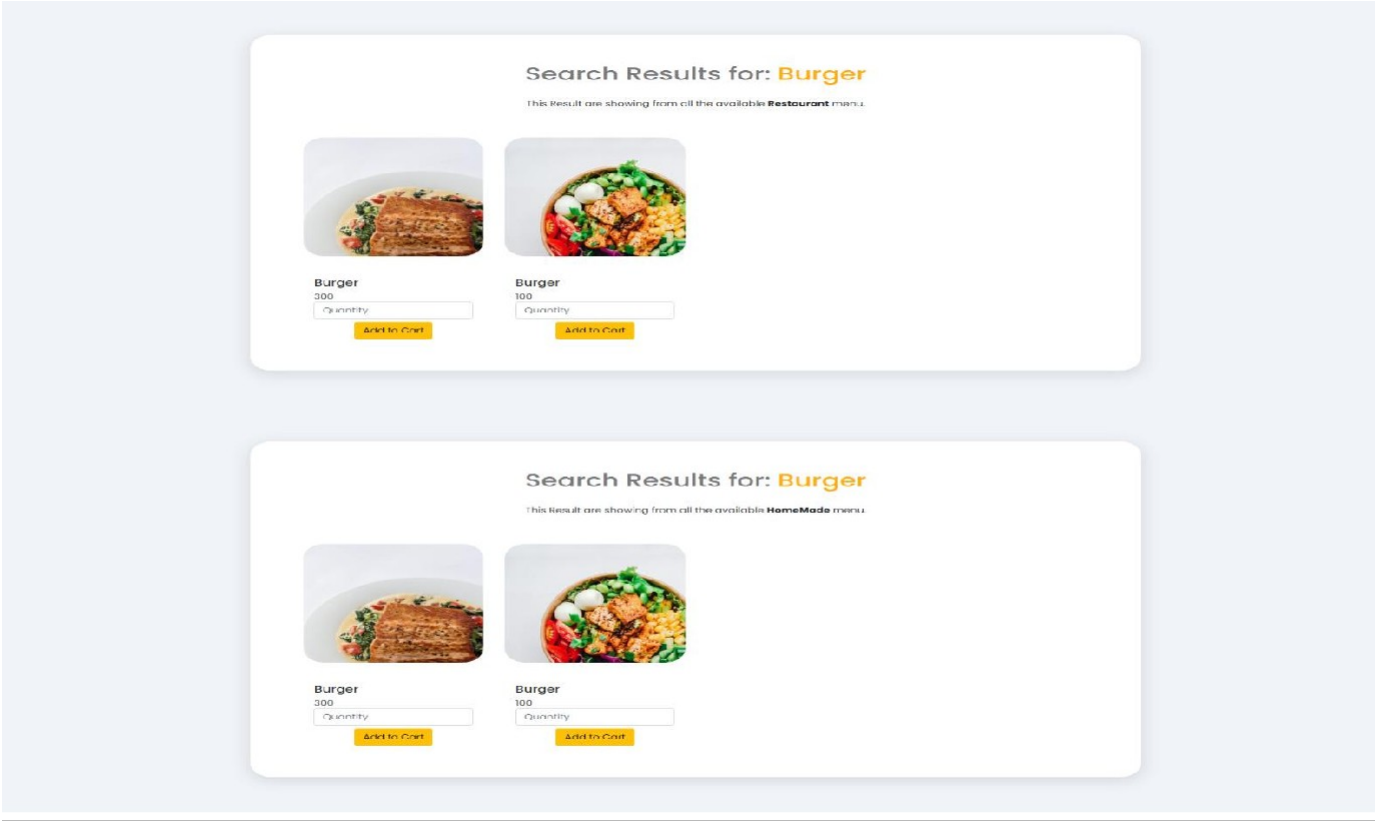 Search Results for: Burger
This Result are showing from all the available Restaurant menu.
Burger
Burger
300
100
Quantity
Quantity
Add to Cart
Add to Cart
Search Results for: Burger
This Result are showing from all the available HomeMade menu.
Burger
Burger
300
100
Quantity
Quantity
Add to Cart
Add to Cart